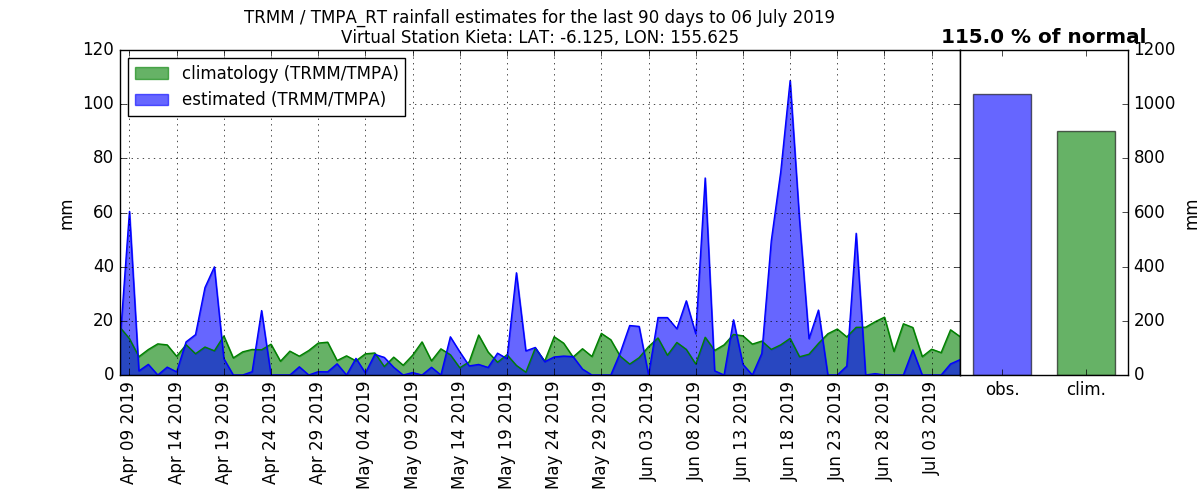 TRMM / TMPA_RT rainfall estimates for the last 90 days to 06 July 2019
Virtual Station Kieta: LAT: -6.125, LON: 155.625
115.0 % of normal
climatology (TRMM/TMPA)
estimated (TRMM/TMPA)
120
100
80
60
40
20
0
mm
Apr 09 2019
Apr 14 2019
Apr 19 2019
Apr 24 2019
Apr 29 2019
May 04 2019
May 09 2019
May 14 2019
May 19 2019
May 24 2019
May 29 2019
Jun 03 2019
Jun 08 2019
Jun 13 2019
Jun 18 2019
Jun 23 2019
Jun 28 2019
Jul 03 2019
obs.
clim.
1200
1000
800
600
400
200
0
mm